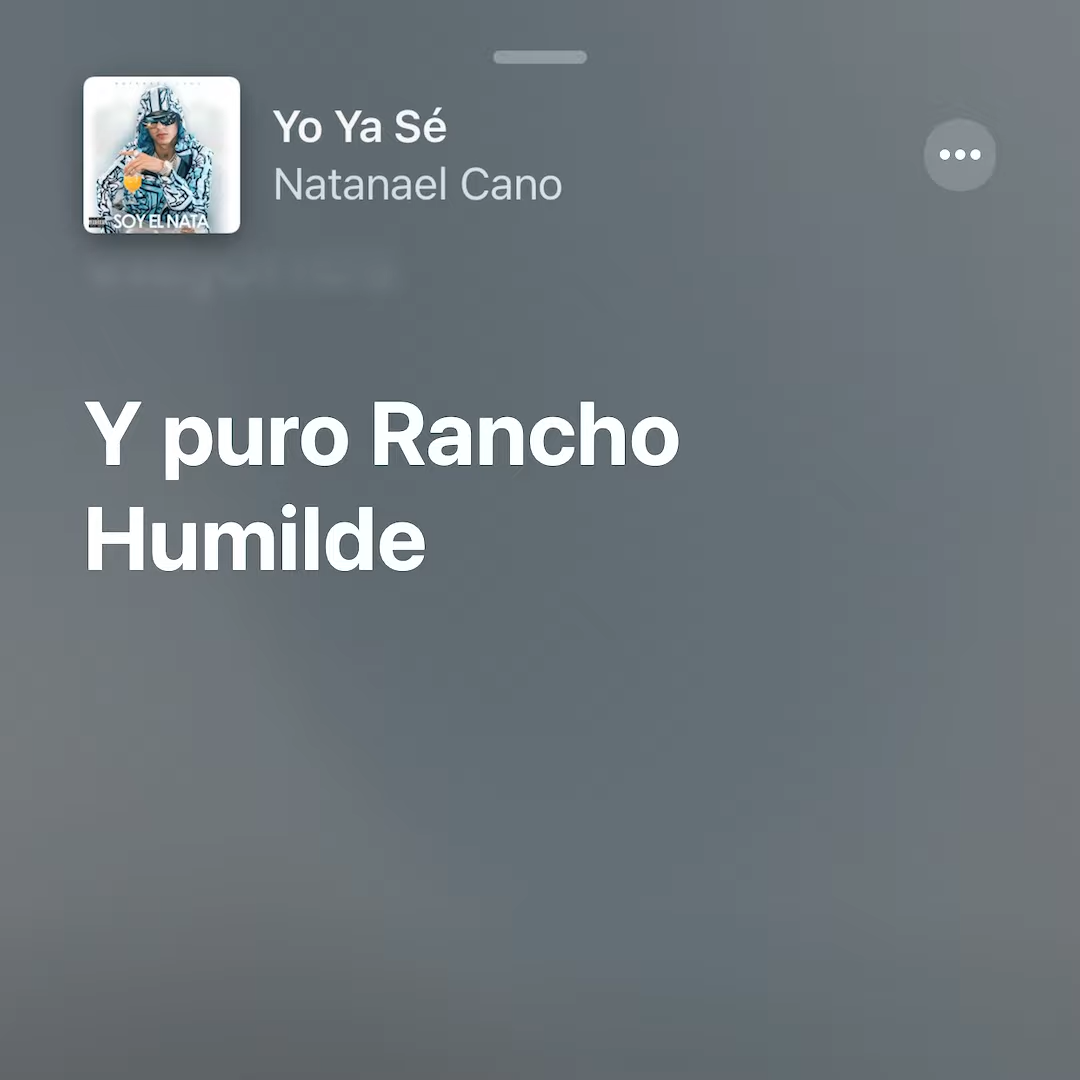 Yo Ya Sé
Natanael Cano
SOY EL NATA
Y puro Rancho
Humilde